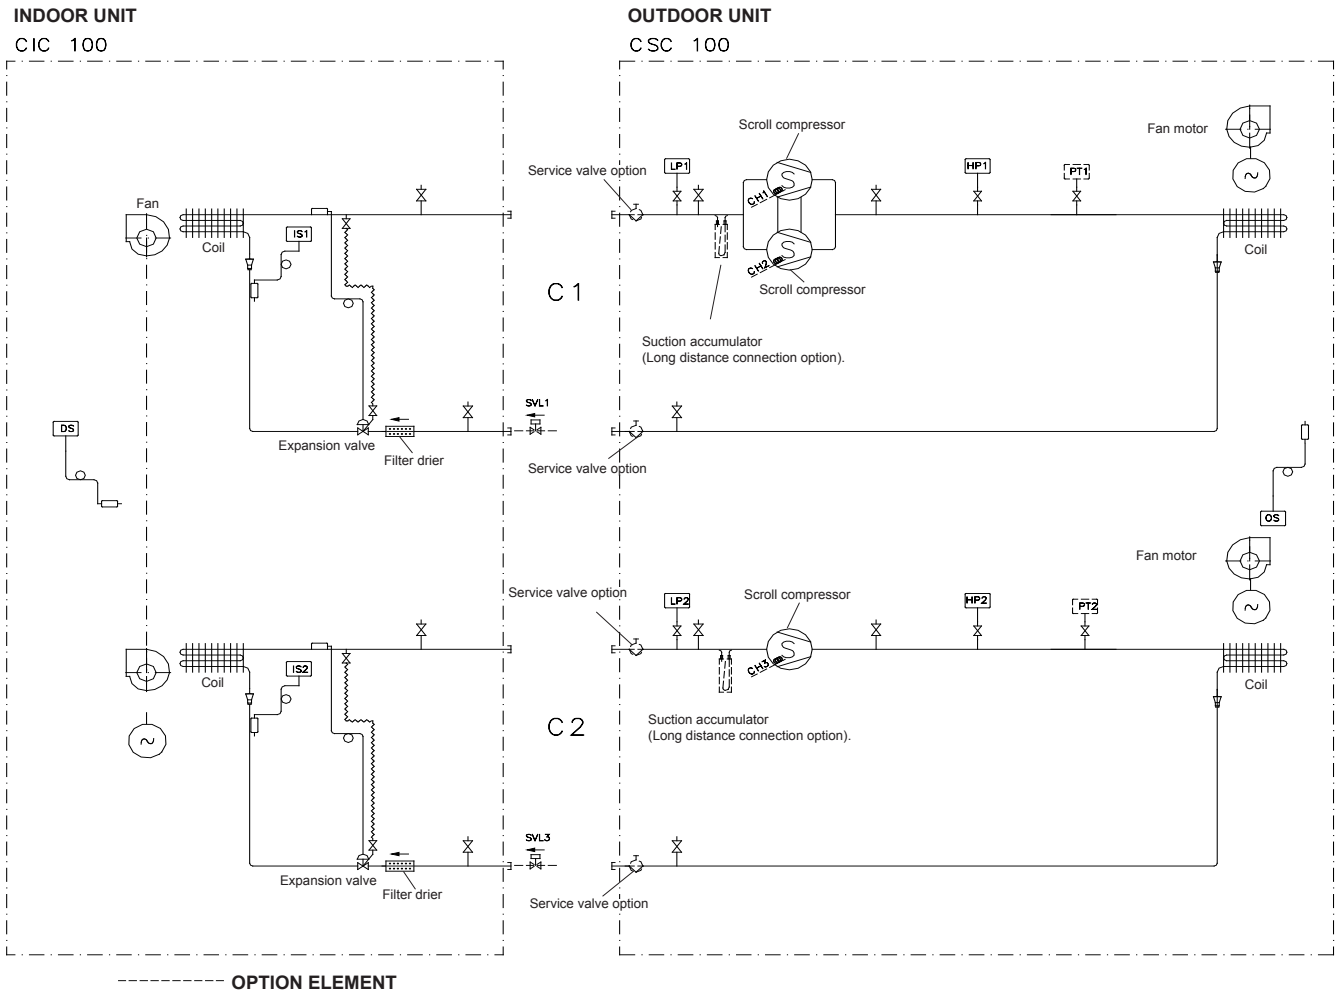 INDOOR UNIT
CIC 100
OUTDOOR UNIT
CSC 100
Scroll compressor
Fan motor
Service valve option
LP1
HP1
PT1
CH1
Fan
IS1
Coil
Coil
CH2
Scroll compressor
C1
Suction accumulator
(Long distance connection option).
SVL1
DS
Expansion valve
Filter drier
Service valve option
OS
Fan motor
Service valve option
LP2
Scroll compressor
HP2
PT2
CH3
IS2
Coil
Coil
C2
Suction accumulator
(Long distance connection option).
SVL3
Expansion valve
Filter drier
Service valve option
OPTION ELEMENT